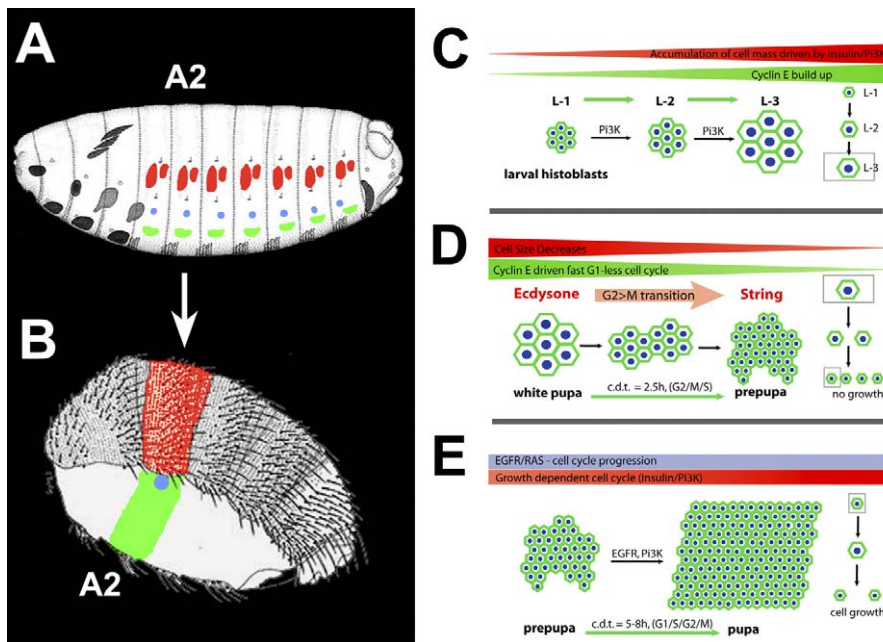 A
A2
B
A2
C
Accumulation of cell mass driven by Insulin/Pi3K
Cyclin E build up
L-1
L-2
L-3
L-1
Pi3K
Pi3K
L-2
larval histoblasts
L-3
D
Cell Size Decreases
Cyclin E driven fast G1-less cell cycle
Ecdysone
G2>M transition
String
white pupa
c.d.t. = 2.5h, (G2/M/S)
prepupa
no growth
E
EGFR/RAS - cell cycle progression
Growth dependent cell cycle (Insulin/Pi3K)
EGFR, Pi3K
prepupa
c.d.t. = 5-8h, (G1/S/G2/M)
pupa
cell growth